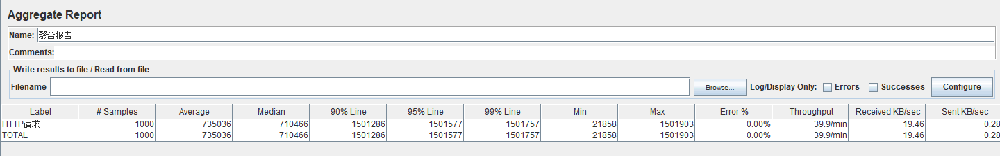 Aggregate Report
Name: 聚合报告
Comments:
Write results to file / Read from file
Filename Browse... Log/Display Only: Errors Successes Configure
Label # Samples Average Median 90% Line 95% Line 99% Line Min Max Error % Throughput Received KB/sec Sent KB/sec
HTTP请求 1000 735036 710466 1501286 1501577 1501757 21858 1501903 0.00% 39.9/min 19.46 0.28
TOTAL 1000 735036 710466 1501286 1501577 1501757 21858 1501903 0.00% 39.9/min 19.46 0.28